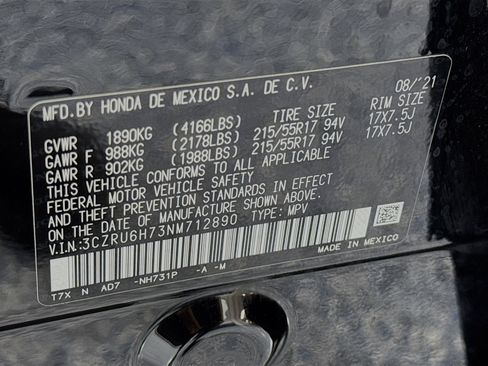 MFD.BY HONDA DE MEXICO S.A. DE C.V. 08/'21
GVWR 1890KG (4166LBS) TIRE SIZE RIM SIZE
GAWR F 988KG (2178LBS) 215/55R17 94V 17X7.5J
GAWR R 902KG (1988LBS) 215/55R17 94V 17X7.5J
THIS VEHICLE CONFORMS TO ALL APPLICABLE
FEDERAL MOTOR VEHICLE SAFETY
AND THEFT PREVENTION STANDARDS IN EFFECT
ON THE DATE OF MANUFACTURE SHOWN ABOVE.
V.I.N:3CZRU6H73NM712890 TYPE: MPV
MADE IN MEXICO
T7X N AD7 -NH731P -A -M